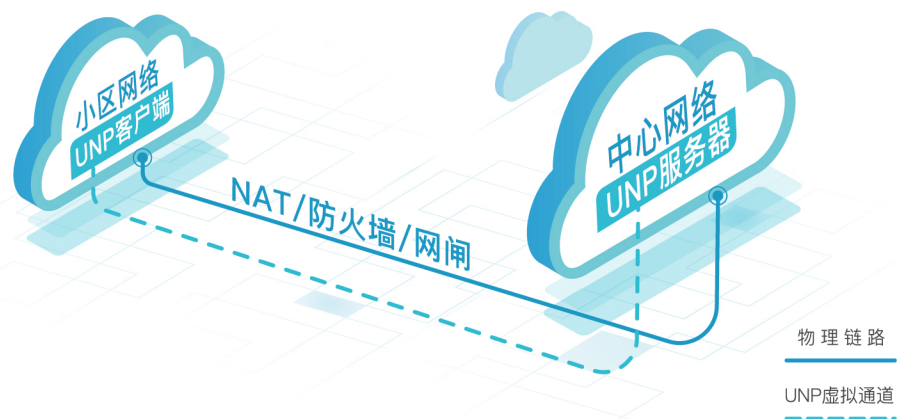 小区网络
UNP客户端
中心网络
UNP服务器
NAT/防火墙/网闸
物理链路
UNP虚拟通道